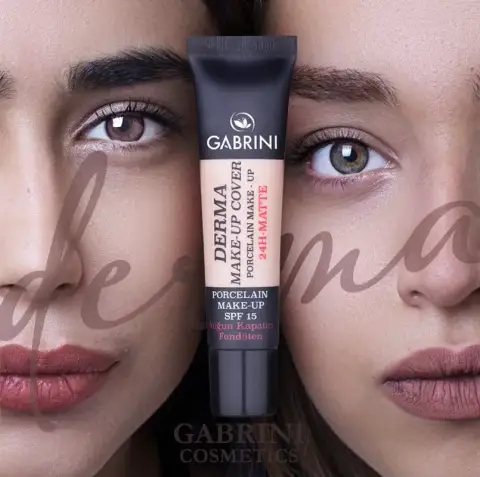 GABRINI
DERMA
MAKE-UP COVER
PORCELAIN MAKE - UP
24H-MATTE
PORCELAIN
MAKE-UP
SPF 15
Yoğun Kapatıcı
Fondöten
derma
GABRINI
COSMETICS